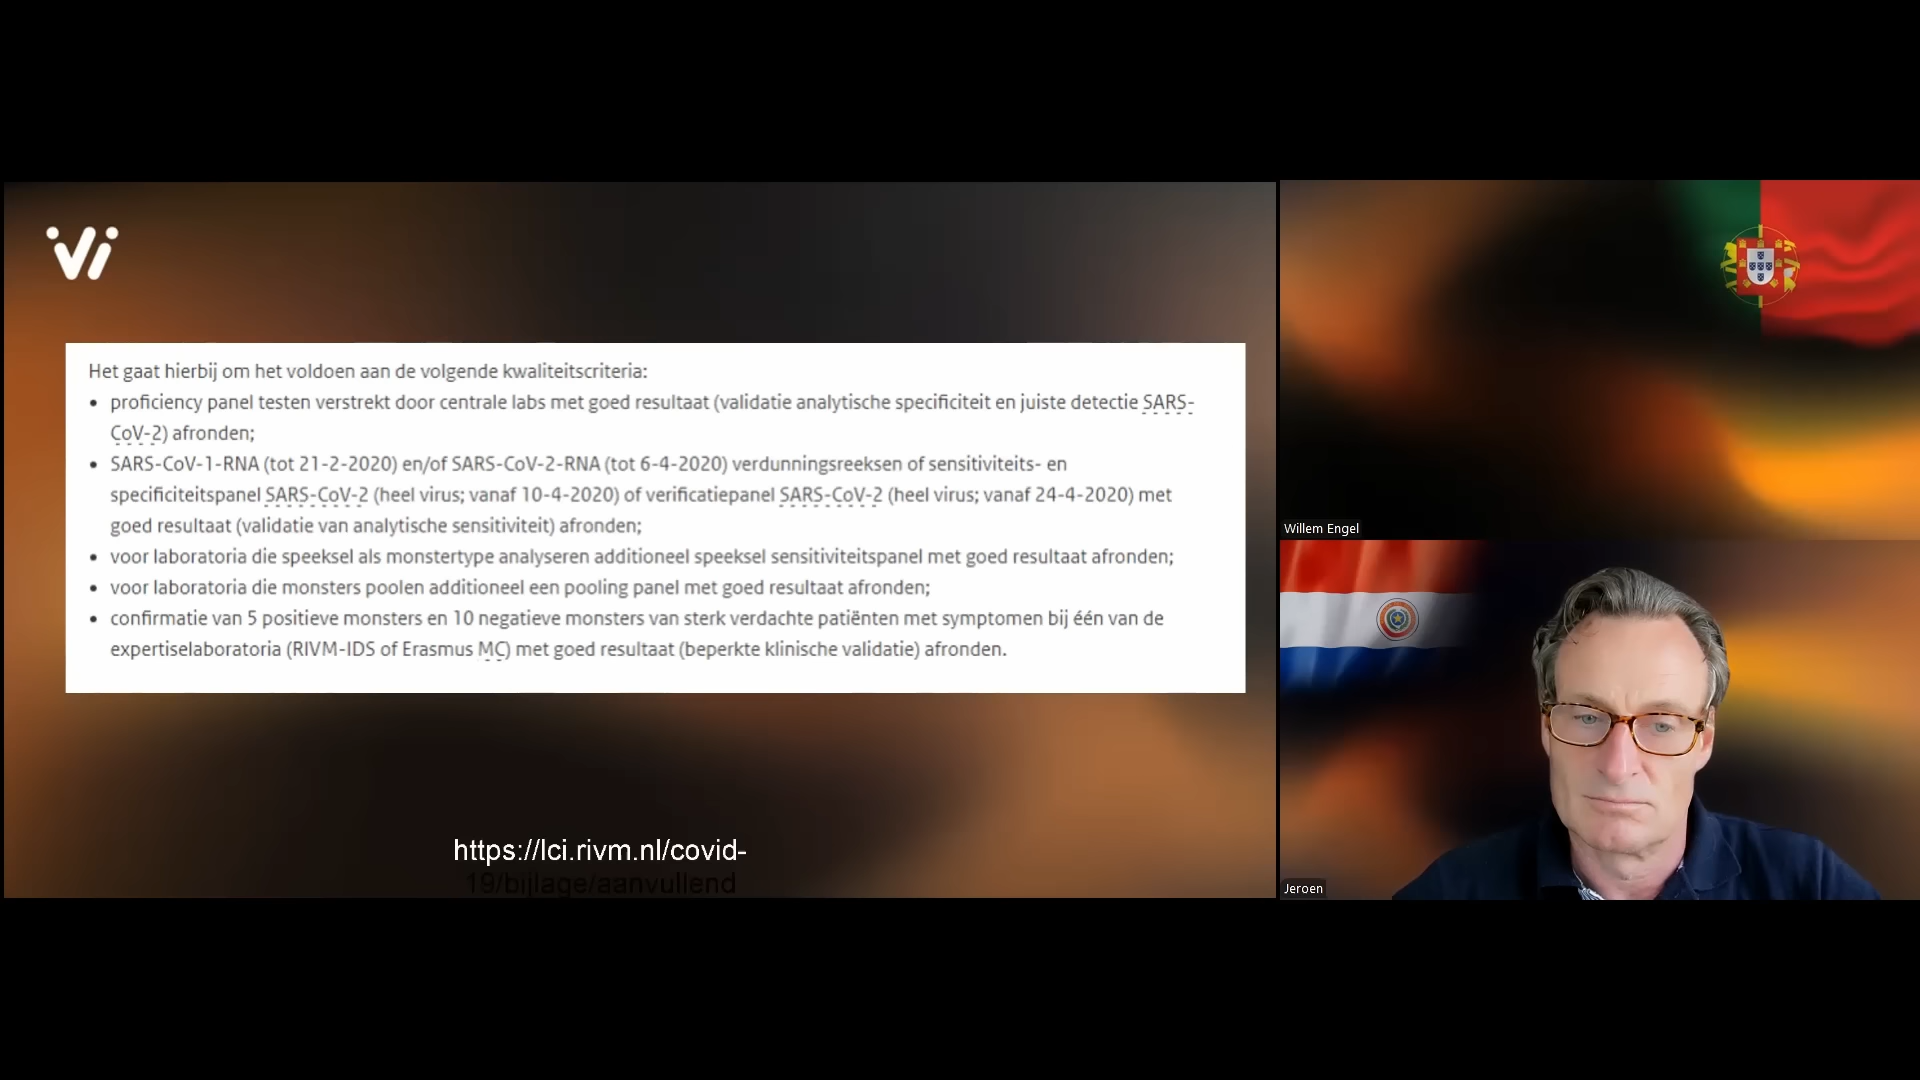 Het gaat hierbij om het voldoen aan de volgende kwaliteitscriteria:
• proficiency panel testen verstrekt door centrale labs met goed resultaat (validatie analytische specificiteit en juiste detectie SARS-
CoV-2) afronden;
• SARS-CoV-1-RNA (tot 21-2-2020) en/of SARS-CoV-2-RNA (tot 6-4-2020) verdunningsreeksen of sensitiviteits- en
specificiteitspanel SARS-CoV-2 (heel virus; vanaf 10-4-2020) of verificatiepanel SARS-CoV-2 (heel virus; vanaf 24-4-2020) met
goed resultaat (validatie van analytische sensitiviteit) afronden;
• voor laboratoria die speeksel als monstertype analyseren additioneel speeksel sensitiviteitspanel met goed resultaat afronden;
• voor laboratoria die monsters poolen additioneel een pooling panel met goed resultaat afronden;
• confirmatie van 5 positieve monsters en 10 negatieve monsters van sterk verdachte patiënten met symptomen bij één van de
expertiselaboratoria (RIVM-IDS of Erasmus MC) met goed resultaat (beperkte klinische validatie) afronden.
https://lci.rivm.nl/covid-
19/bijlage/aanvullend
Willem Engel
Jeroen